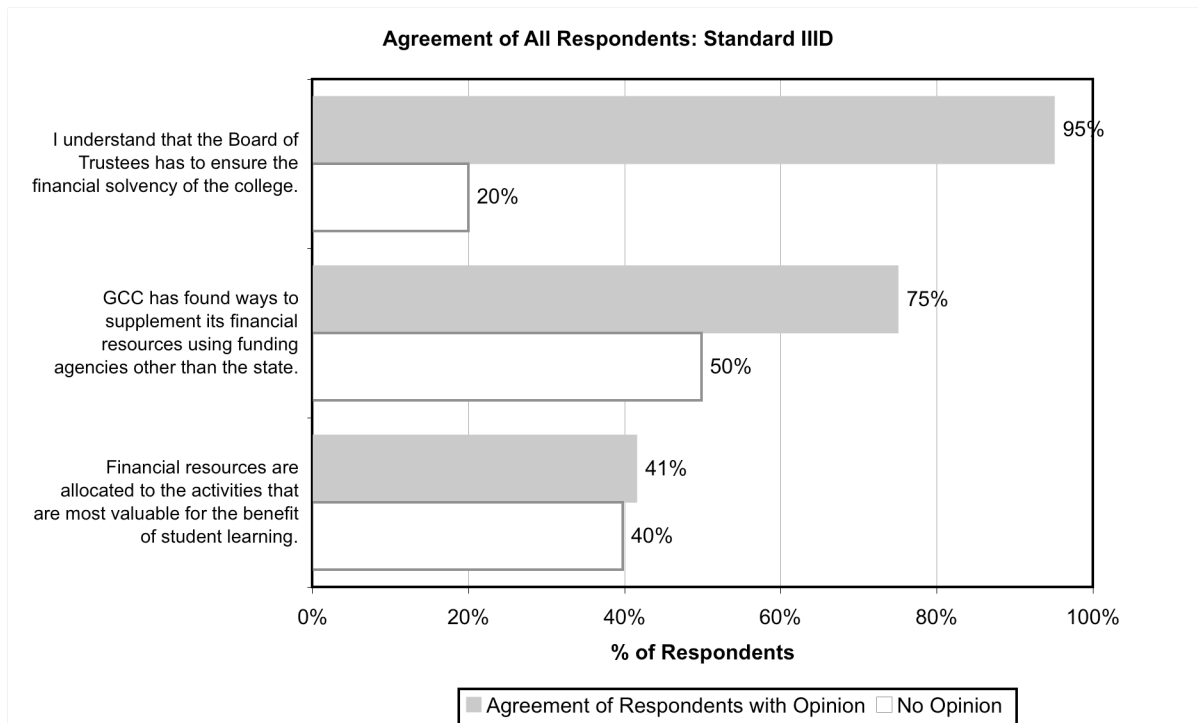 Agreement of All Respondents: Standard IIID
I understand that the Board of
Trustees has to ensure the
financial solvency of the college.
95%
20%
GCC has found ways to
supplement its financial
resources using funding
agencies other than the state.
75%
50%
Financial resources are
allocated to the activities that
are most valuable for the benefit
of student learning.
41%
40%
0% 20% 40% 60% 80% 100%
% of Respondents
Agreement of Respondents with Opinion No Opinion